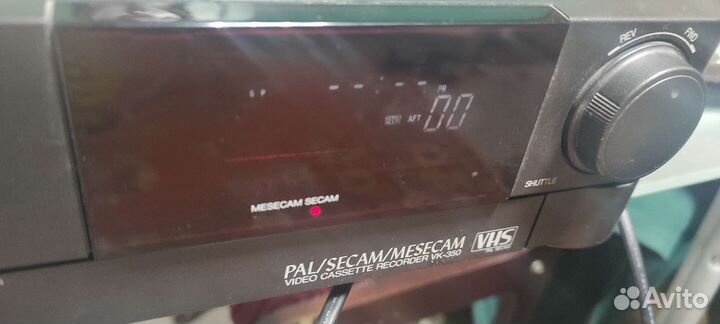 REV FWD
S P
- - : - -
PR
AFT 00
SHUTTLE
MESECAM SECAM
PAL/SECAM/MESECAM VHS
VIDEO CASSETTE RECORDER VK-350
Avito